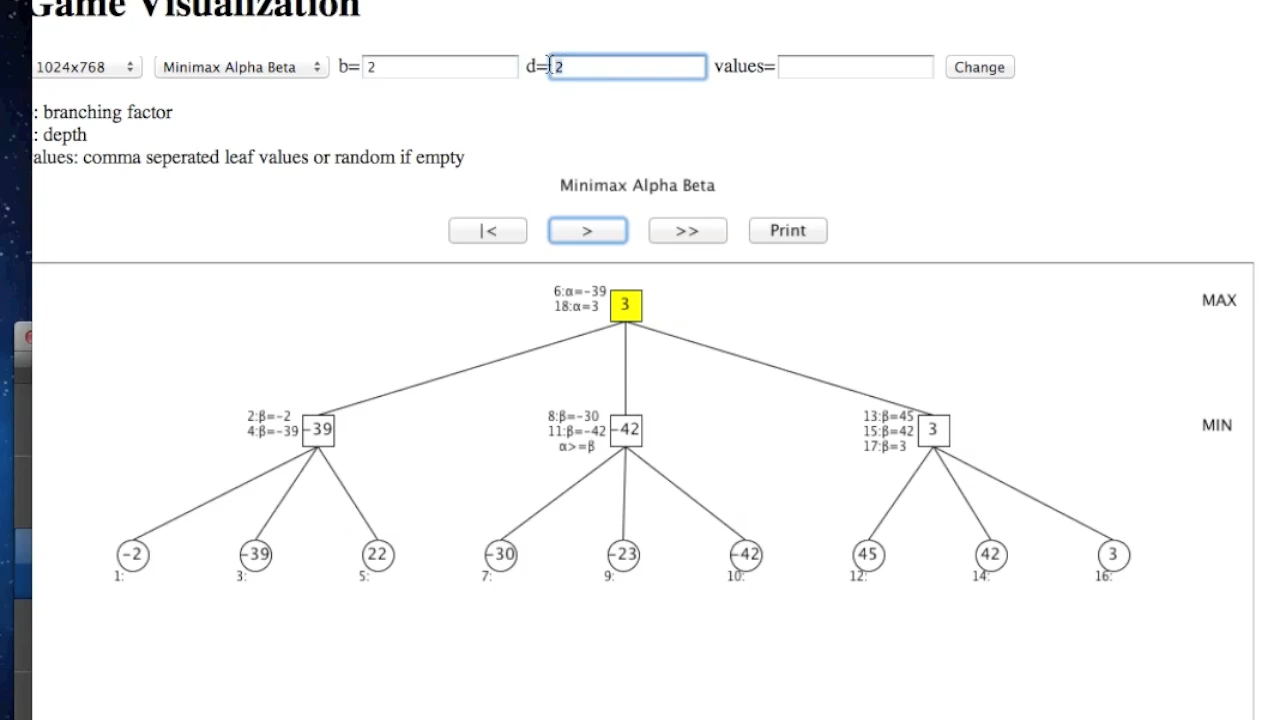 Game Visualization
1024x768 Minimax Alpha Beta b= 2 d= 2 values= Change
: branching factor
: depth
alues: comma seperated leaf values or random if empty
Minimax Alpha Beta
|< > >> Print
6:α=-39
18:α=3
3
MAX
2:β=-2
4:β=-39
-39
8:β=-30
11:β=-42
α>=β
-42
13:β=45
15:β=42
17:β=3
3
MIN
-2 -39 22 -30 -23 -42 45 42 3
1: 3: 5: 7: 9: 10: 12: 14: 16: